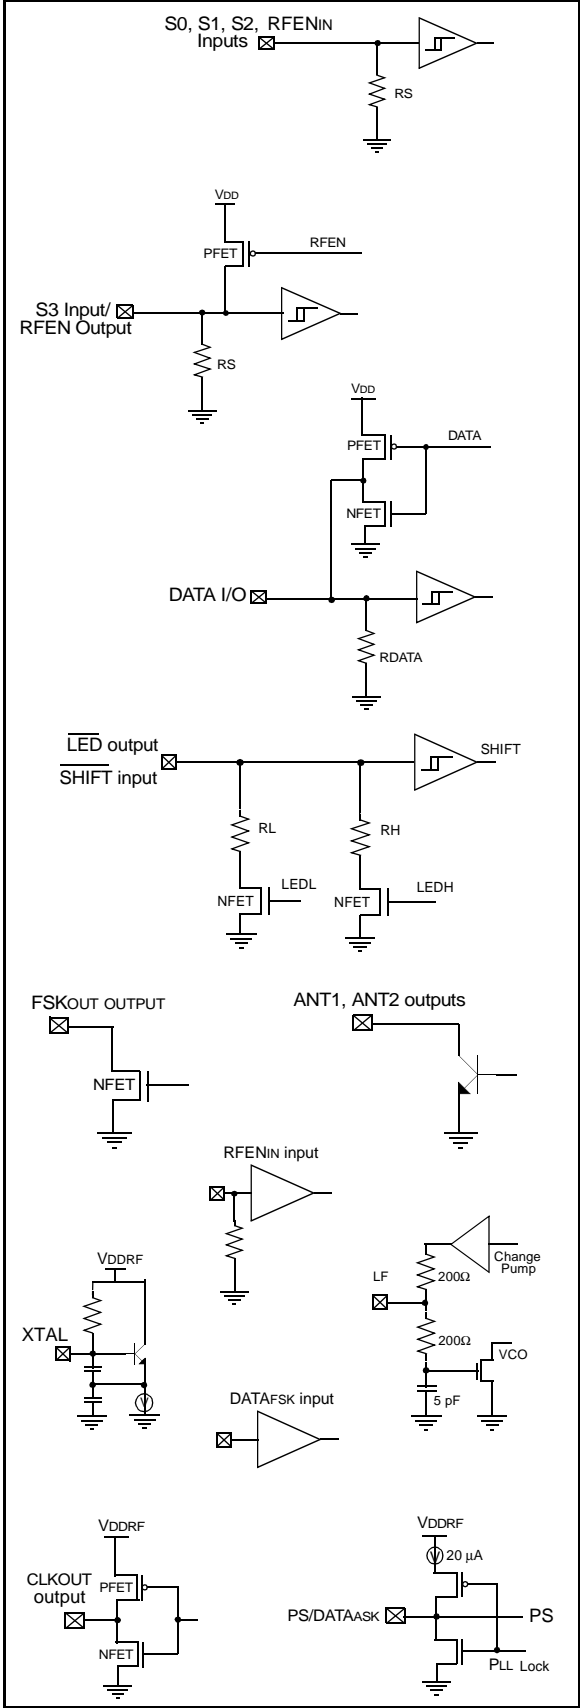 S0, S1, S2, RFENIN
Inputs
RS
VDD
PFET
RFEN
S3 Input/
RFEN Output
RS
VDD
PFET
DATA
NFET
DATA I/O
RDATA
LED output
SHIFT input
SHIFT
RL
RH
NFET
LEDL
NFET
LEDH
FSKOUT OUTPUT
NFET
ANT1, ANT2 outputs
RFENIN input
VDDRF
XTAL
LF
200Ω
Change
Pump
200Ω
VCO
5 pF
DATAFSK input
VDDRF
CLKOUT
output
PFET
NFET
VDDRF
20 µA
PS/DATAASK
PS
PLL Lock